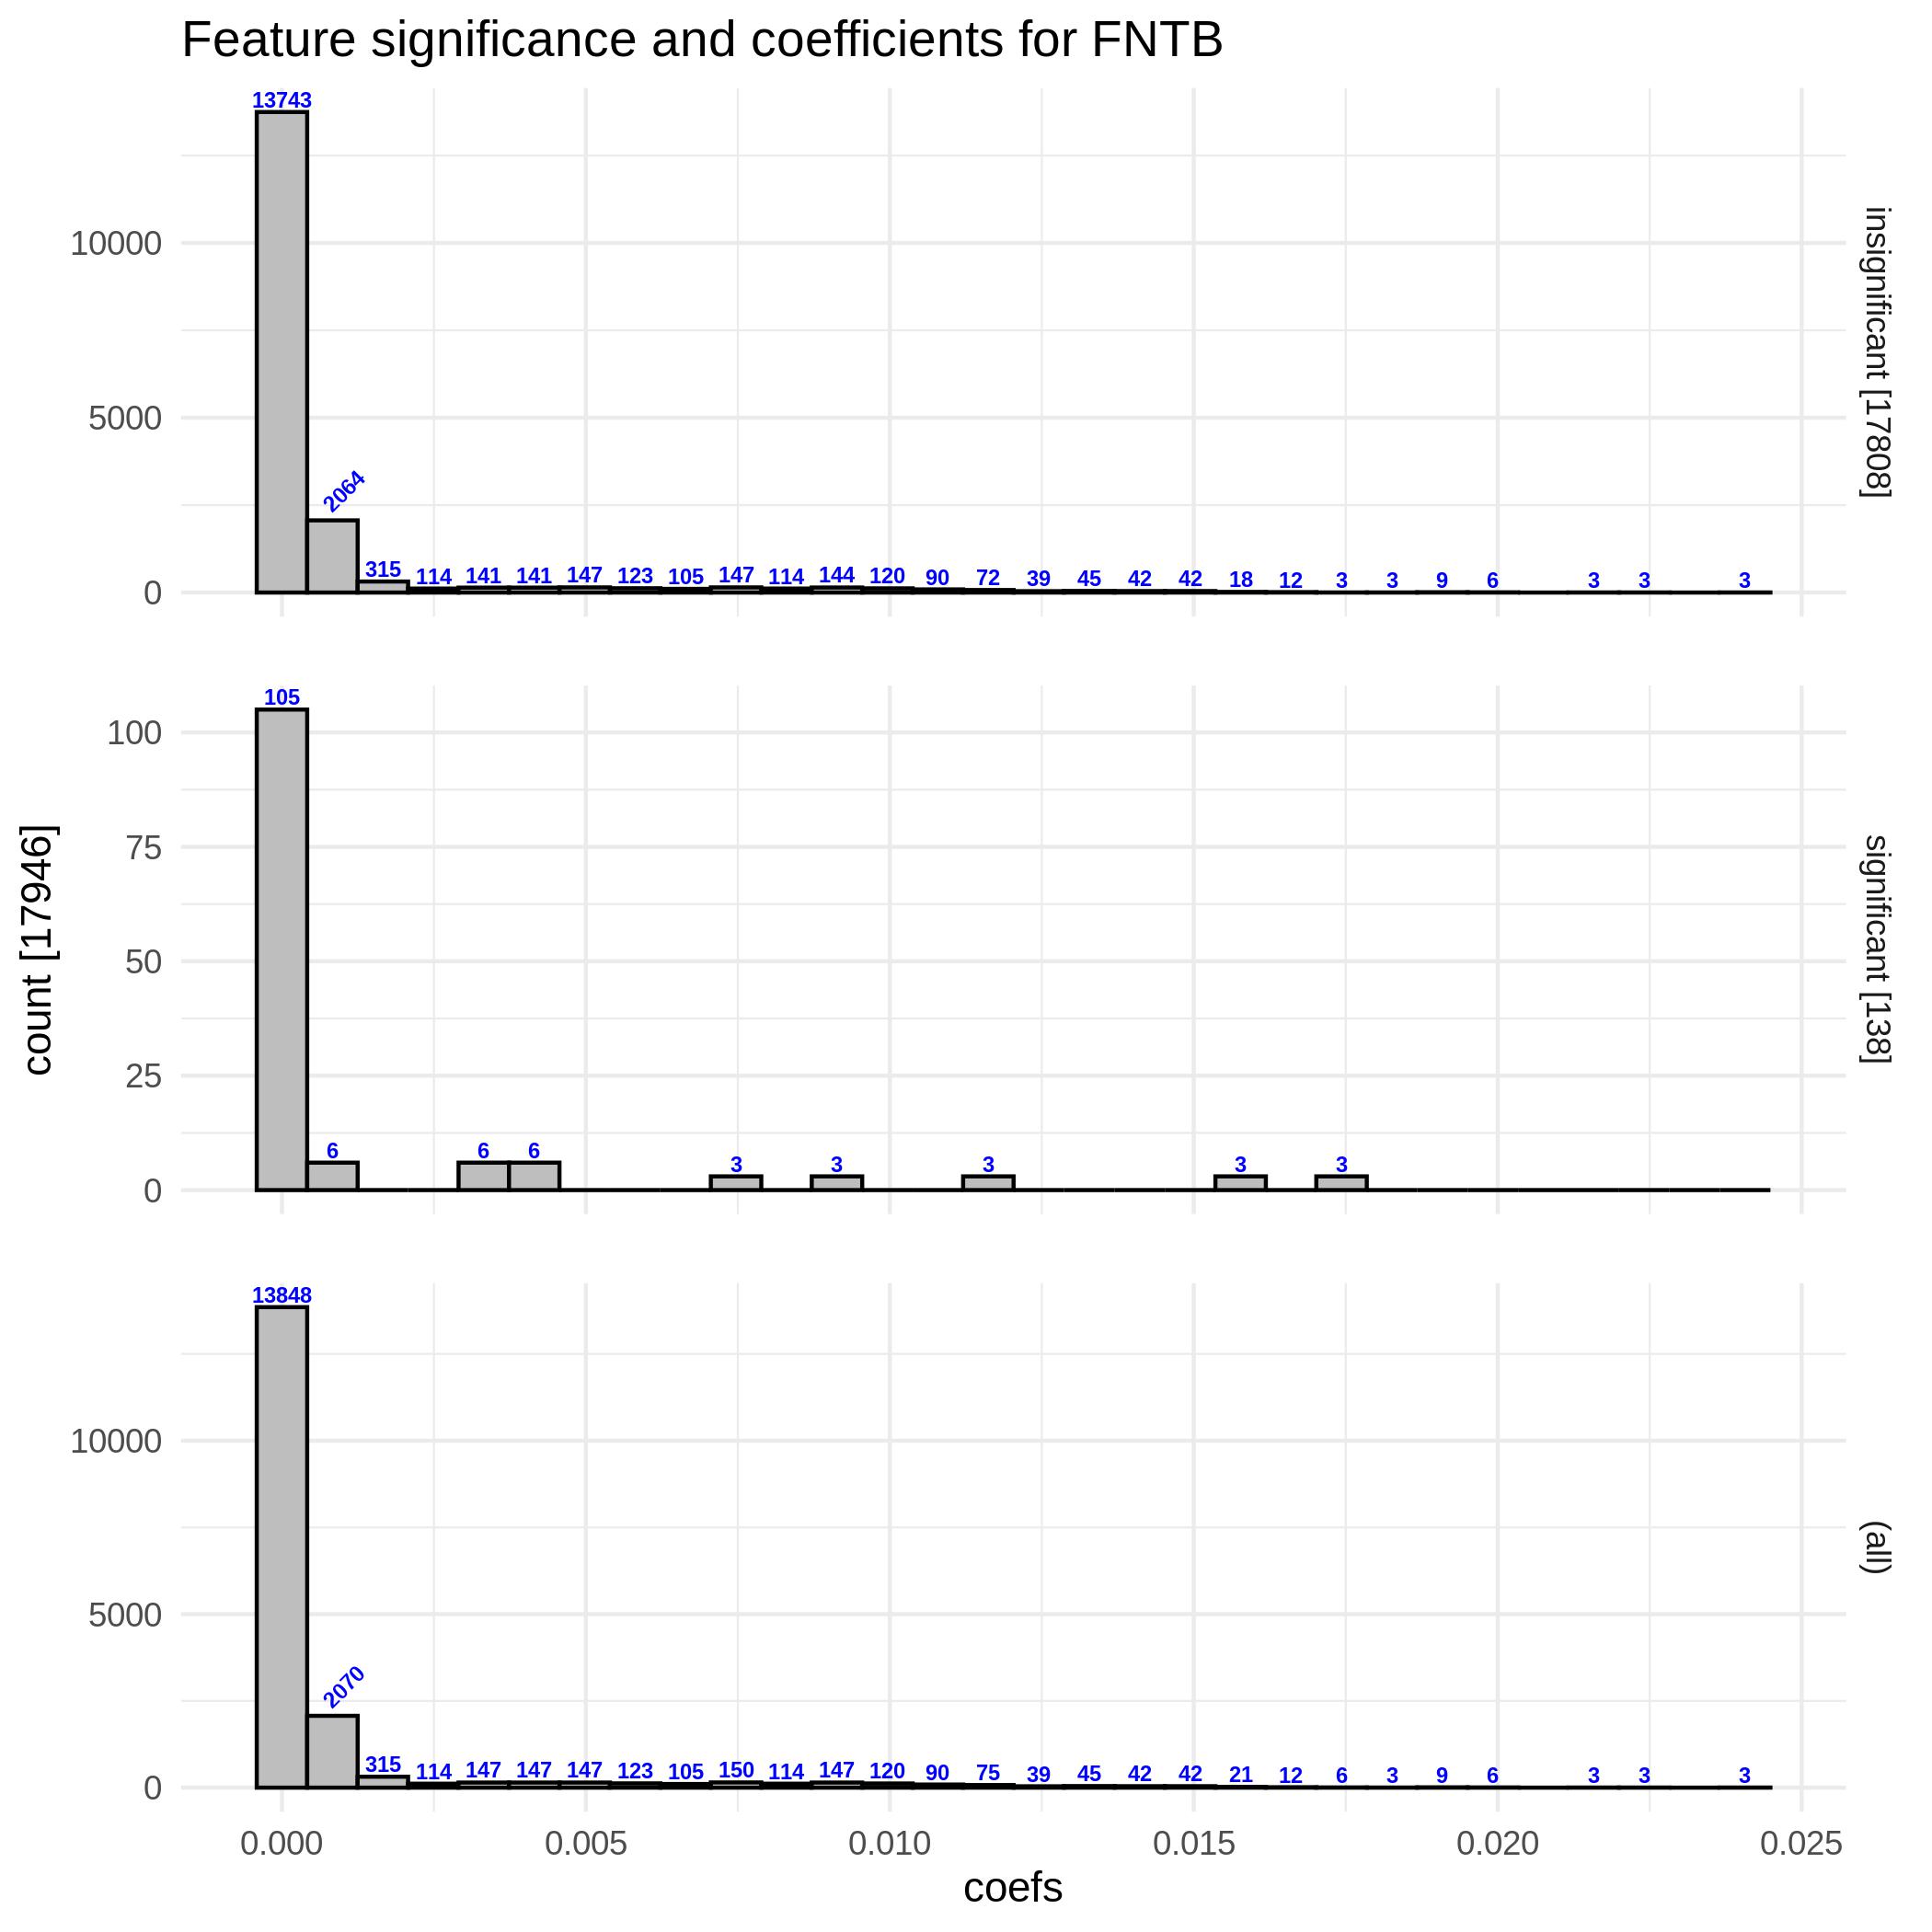 Feature significance and coefficients for FNTB
13743
10000
2064
5000
315 114 141 141 147 123 105 147 114 144 120 90 72 39 45 42 42 18 12 3 3 9 6 3 3 3
0
insignificant [17808]
105
100
75
50
25
6 6 6 3 3 3 3 3
0
significant [138]
count [17946]
13848
10000
5000
2070
315 114 147 147 147 123 105 150 114 147 120 90 75 39 45 42 42 21 12 6 3 9 6 3 3 3
0
(all)
0.000 0.005 0.010 0.015 0.020 0.025
coefs